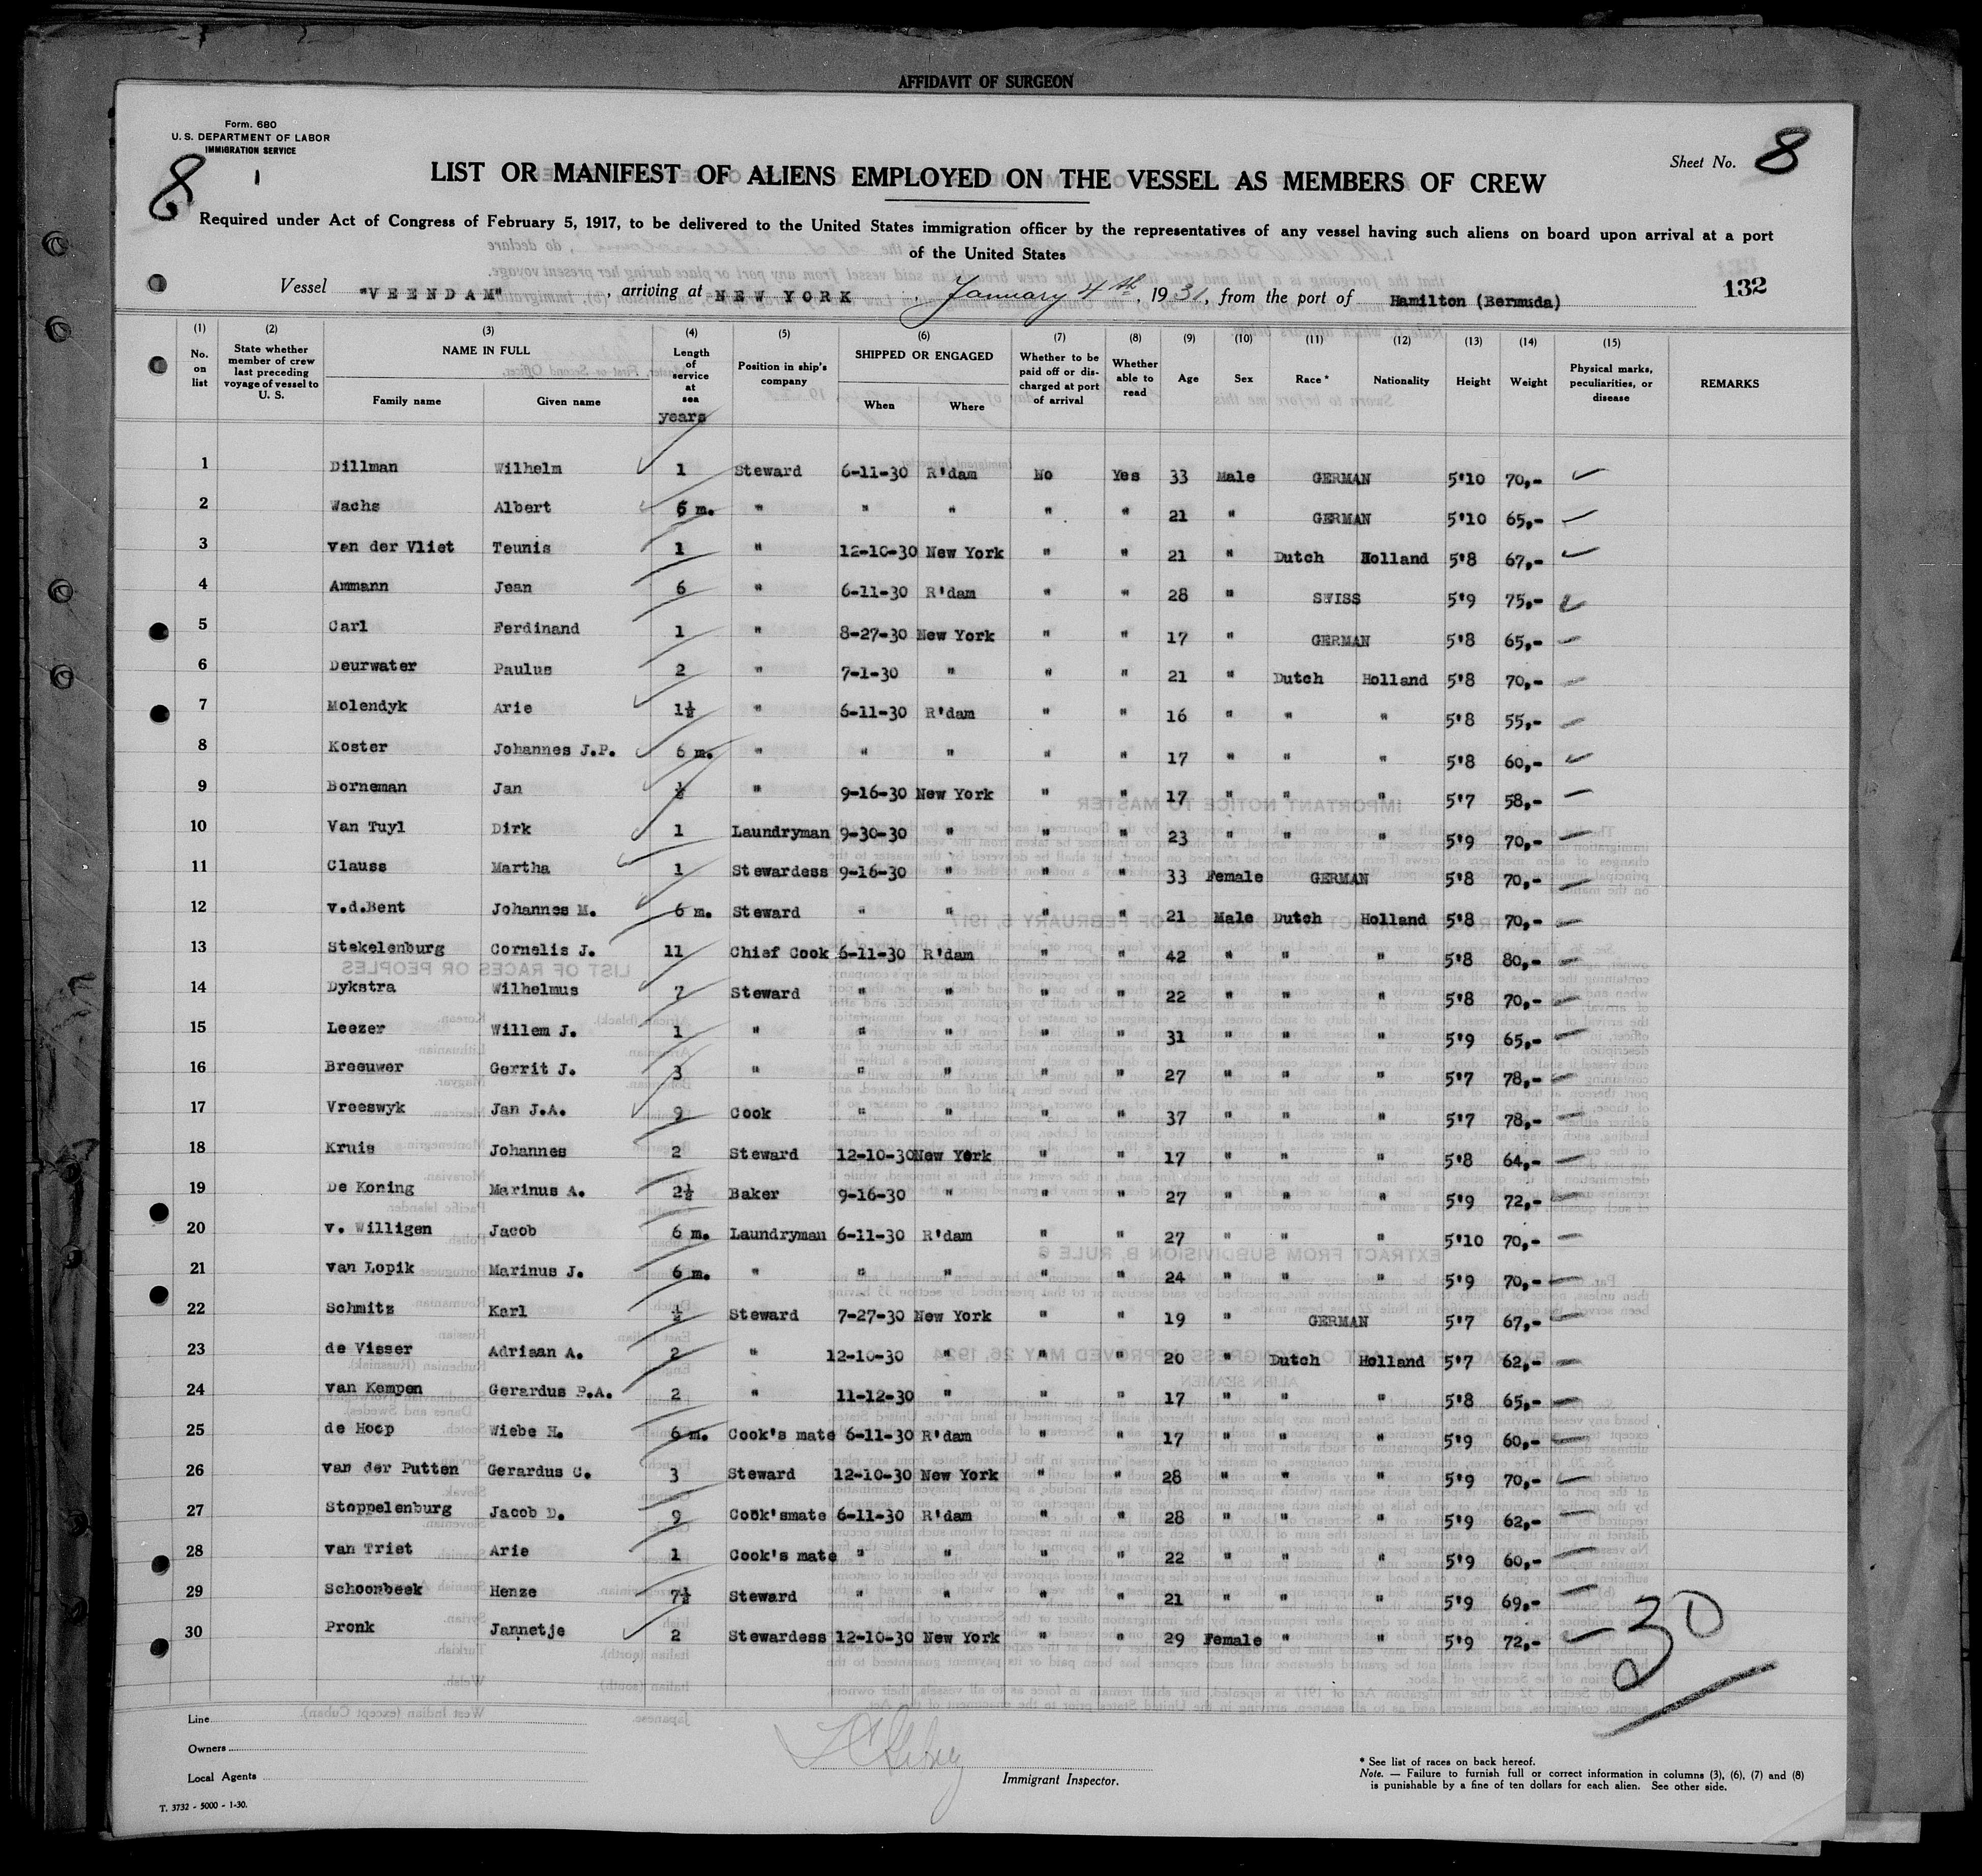 AFFIDAVIT OF SURGEON
Form. 680
U. S. DEPARTMENT OF LABOR
IMMIGRATION SERVICE
8
1
Sheet No. 8
LIST OR MANIFEST OF ALIENS EMPLOYED ON THE VESSEL AS MEMBERS OF CREW
Required under Act of Congress of February 5, 1917, to be delivered to the United States immigration officer by the representatives of any vessel having such aliens on board upon arrival at a port
of the United States
Vessel "VEENDAM", arriving at NEW YORK, January 4th, 1931, from the port of Hamilton (Bermuda) 132
(1) (2) (3) (4) (5) (6) (7) (8) (9) (10) (11) (12) (13) (14) (15)
No. on list State whether member of crew last preceding voyage of vessel to U. S. NAME IN FULL Family name Given name Length of service at sea years Position in ship's company SHIPPED OR ENGAGED When Where Whether to be paid off or discharged at port of arrival Whether able to read Age Sex Race * Nationality Height Weight Physical marks, peculiarities, or disease REMARKS
1 Dillman Wilhelm 1 Steward 6-11-30 R'dam No Yes 33 Male GERMAN 5'10 70,-
2 Wachs Albert 6 m. " " " " " 21 " GERMAN 5'10 65,-
3 van der Vliet Teunis 1 " 12-10-30 New York " " 21 " Dutch Holland 5'8 67,-
4 Ammann Jean 6 " 6-11-30 R'dam " " 28 " SWISS 5'9 75,-
5 Carl Ferdinand 1 " 8-27-30 New York " " 17 " GERMAN 5'8 65,-
6 Deurwater Paulus 2 " 7-1-30 " " " 21 " Dutch Holland 5'8 70,-
7 Molendyk Arie 1½ " 6-11-30 R'dam " " 16 " " " 5'8 55,-
8 Koster Johannes J.P. 6 m. " " " " " 17 " " " 5'8 60,-
9 Borneman Jan ½ " 9-16-30 New York " " 17 " " " 5'7 58,-
10 Van Tuyl Dirk 1 Laundryman 9-30-30 " " " 23 " " " 5'9 70,-
11 Clauss Martha 1 Stewardess 9-16-30 " " " 33 Female GERMAN 5'8 70,-
12 v.d.Bent Johannes M. 6 m. Steward " " " " 21 Male Dutch Holland 5'8 70,-
13 Stekelenburg Cornelis J. 11 Chief Cook 6-11-30 R'dam " " 42 " " " 5'8 80,-
14 Dykstra Wilhelmus 7 Steward " " " " 22 " " " 5'8 70,-
15 Leezer Willem J. 1 " " " " " 31 " " " 5'9 65,-
16 Breeuwer Gerrit J. 3 " " " " " 27 " " " 5'7 78,-
17 Vreeswyk Jan J.A. 9 Cook " " " " 37 " " " 5'7 78,-
18 Kruis Johannes 2 Steward 12-10-30 New York " " 17 " " " 5'8 64,-
19 De Koning Marinus A. 2½ Baker 9-16-30 " " " 27 " " " 5'9 72,-
20 v. Willigen Jacob 6 m. Laundryman 6-11-30 R'dam " " 27 " " " 5'10 70,-
21 van Lopik Marinus J. 6 m. " " " " " 24 " " " 5'9 70,-
22 Schmitz Karl ½ Steward 7-27-30 New York " " 19 " GERMAN 5'7 67,-
23 de Visser Adriaan A. 2 " 12-10-30 " " " 20 " Dutch Holland 5'7 62,-
24 van Kempen Gerardus P.A. 2 " 11-12-30 " " " 17 " " " 5'8 65,-
25 de Hoop Wiebe H. 6 m. Cook's mate 6-11-30 R'dam " " 17 " " " 5'9 60,-
26 van der Putten Gerardus C. 3 Steward 12-10-30 New York " " 28 " " " 5'9 70,-
27 Stoppelenburg Jacob D. 9 Cook'smate 6-11-30 R'dam " " 28 " " " 5'9 62,-
28 van Triet Arie 1 Cook's mate " " " " 22 " " " 5'9 60,-
29 Schoonbeek Henze 7½ Steward " " " " 21 " " " 5'9 69,-
30 Pronk Jannetje 2 Stewardess 12-10-30 New York " " 29 Female " " 5'9 72,-
30
Line
Owners
Local Agents
Immigrant Inspector.
* See list of races on back hereof.
Note. — Failure to furnish full or correct information in columns (3), (6), (7) and (8)
is punishable by a fine of ten dollars for each alien. See other side.
T. 3732 - 5000 - 1-30.